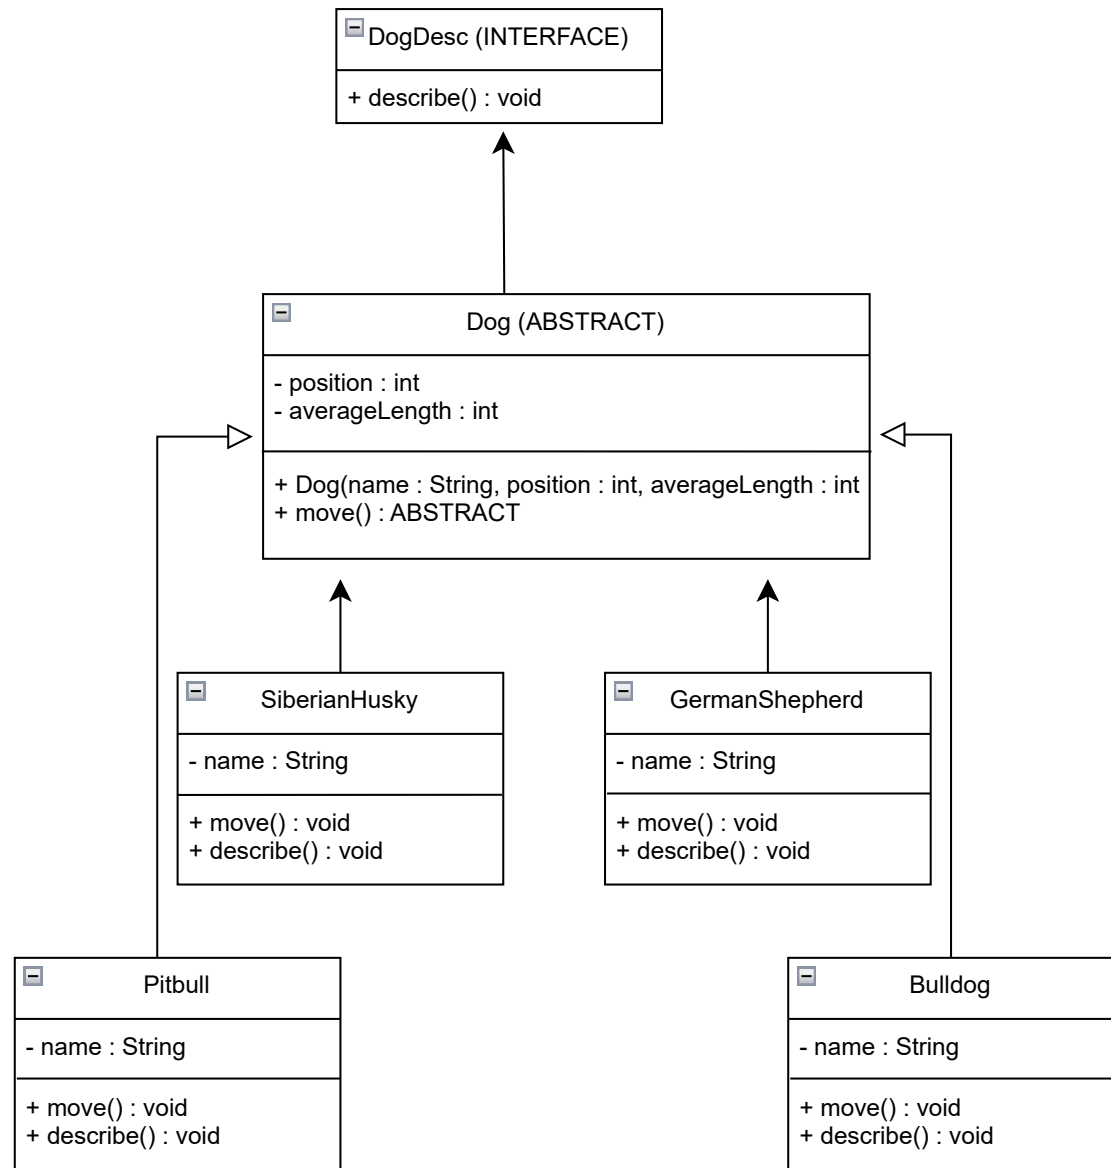 DogDesc (INTERFACE)
+ describe() : void
Dog (ABSTRACT)
- position : int
- averageLength : int
+ Dog(name : String, position : int, averageLength : int
+ move() : ABSTRACT
SiberianHusky
- name : String
+ move() : void
+ describe() : void
GermanShepherd
- name : String
+ move() : void
+ describe() : void
Pitbull
- name : String
+ move() : void
+ describe() : void
Bulldog
- name : String
+ move() : void
+ describe() : void